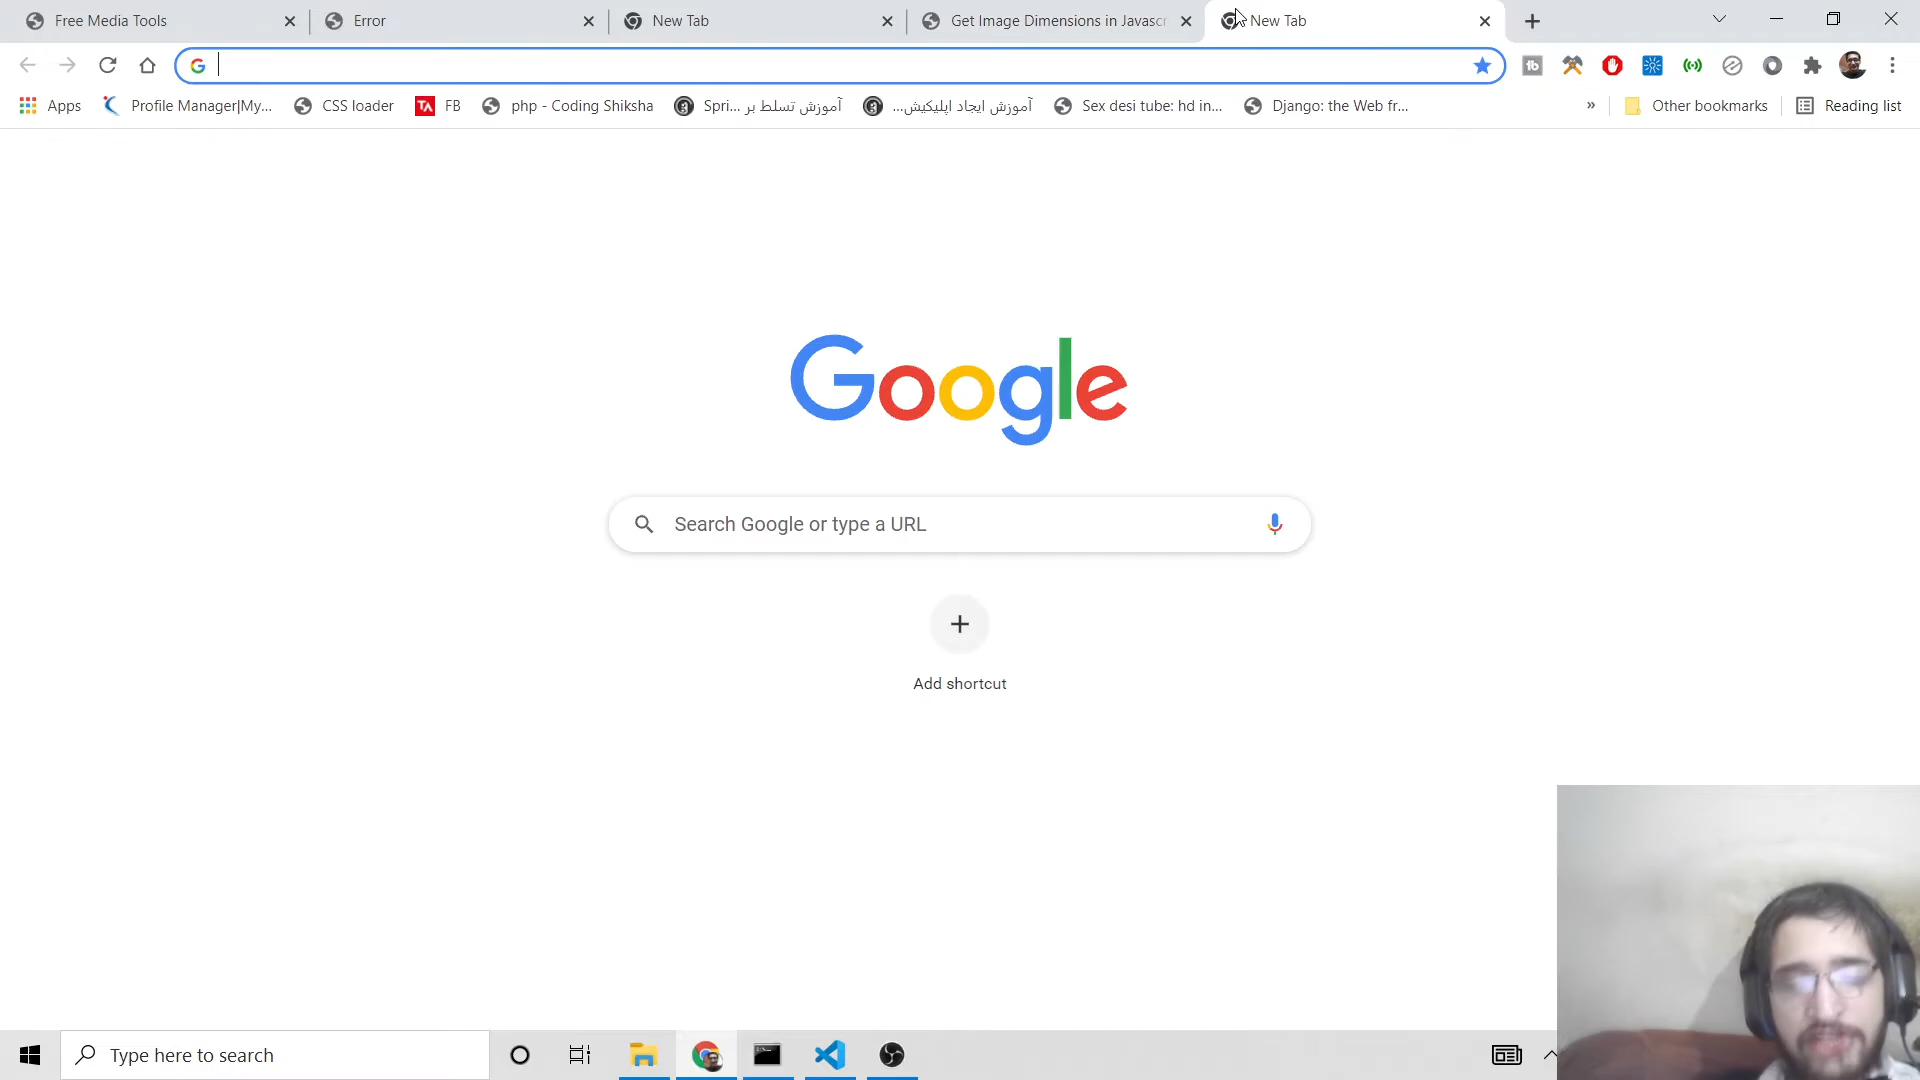 Free Media Tools
Error
New Tab
Get Image Dimensions in Javascr
New Tab
Apps
Profile Manager|My...
CSS loader
TA FB
php - Coding Shiksha
آموزش تسلط بر Spri...
آموزش ایجاد اپلیکیش...
Sex desi tube: hd in...
Django: the Web fr...
»
Other bookmarks
Reading list
Google
Search Google or type a URL
Add shortcut
Type here to search